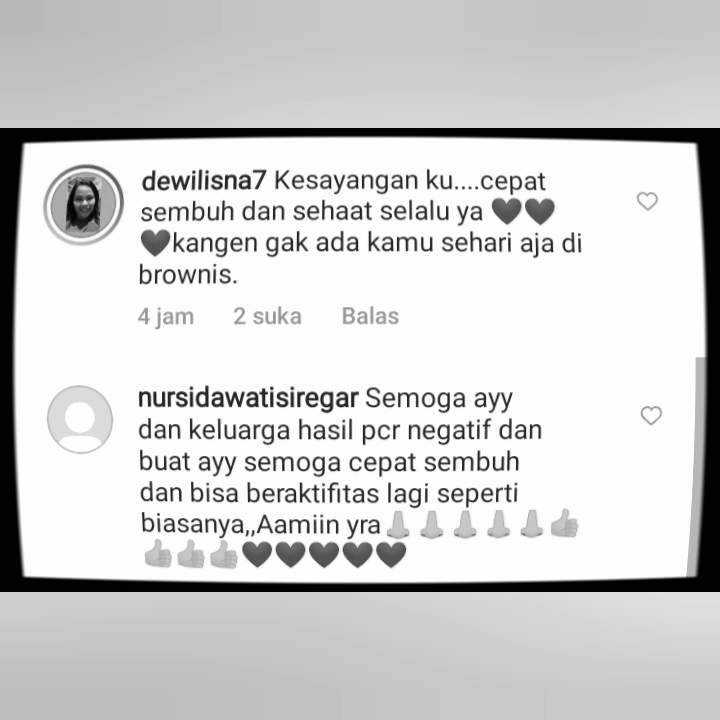 dewilisna7 Kesayangan ku....cepat
sembuh dan sehaat selalu ya 🖤🖤
🖤kangen gak ada kamu sehari aja di
brownis.
4 jam 2 suka Balas
nursidawatisiregar Semoga ayy
dan keluarga hasil pcr negatif dan
buat ayy semoga cepat sembuh
dan bisa beraktifitas lagi seperti
biasanya,,Aamiin yra👃👃👃👃👃👍
👍👍👍🖤🖤🖤🖤🖤